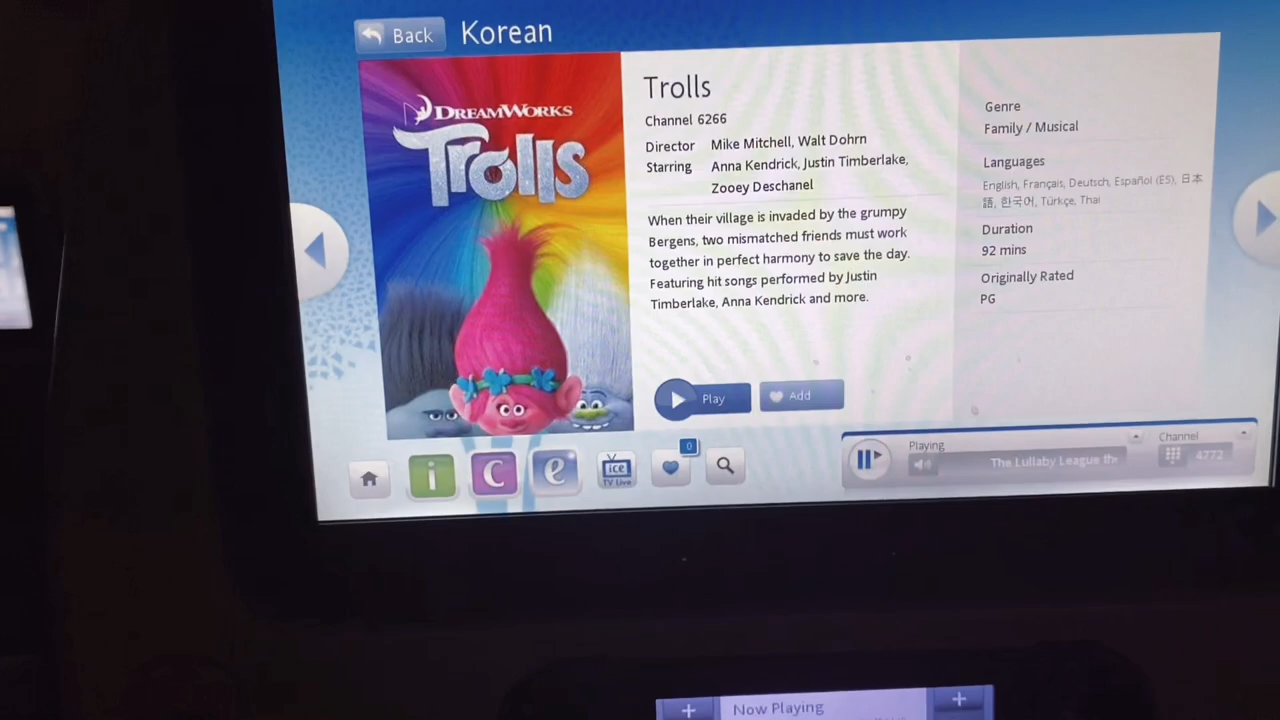 Back
Korean
DREAMWORKS
Trolls
Trolls
Channel 6266
Director Mike Mitchell, Walt Dohrn
Starring Anna Kendrick, Justin Timberlake,
Zooey Deschanel
When their village is invaded by the grumpy
Bergens, two mismatched friends must work
together in perfect harmony to save the day.
Featuring hit songs performed by Justin
Timberlake, Anna Kendrick and more.
Play
Add
Genre
Family / Musical
Languages
English, Français, Deutsch, Español (ES), 日本
語, 한국어, Türkçe, Thai
Duration
92 mins
Originally Rated
PG
i
C
e
ice
TV Live
0
Playing
The Lullaby League the
Channel
4772
+
Now Playing
+